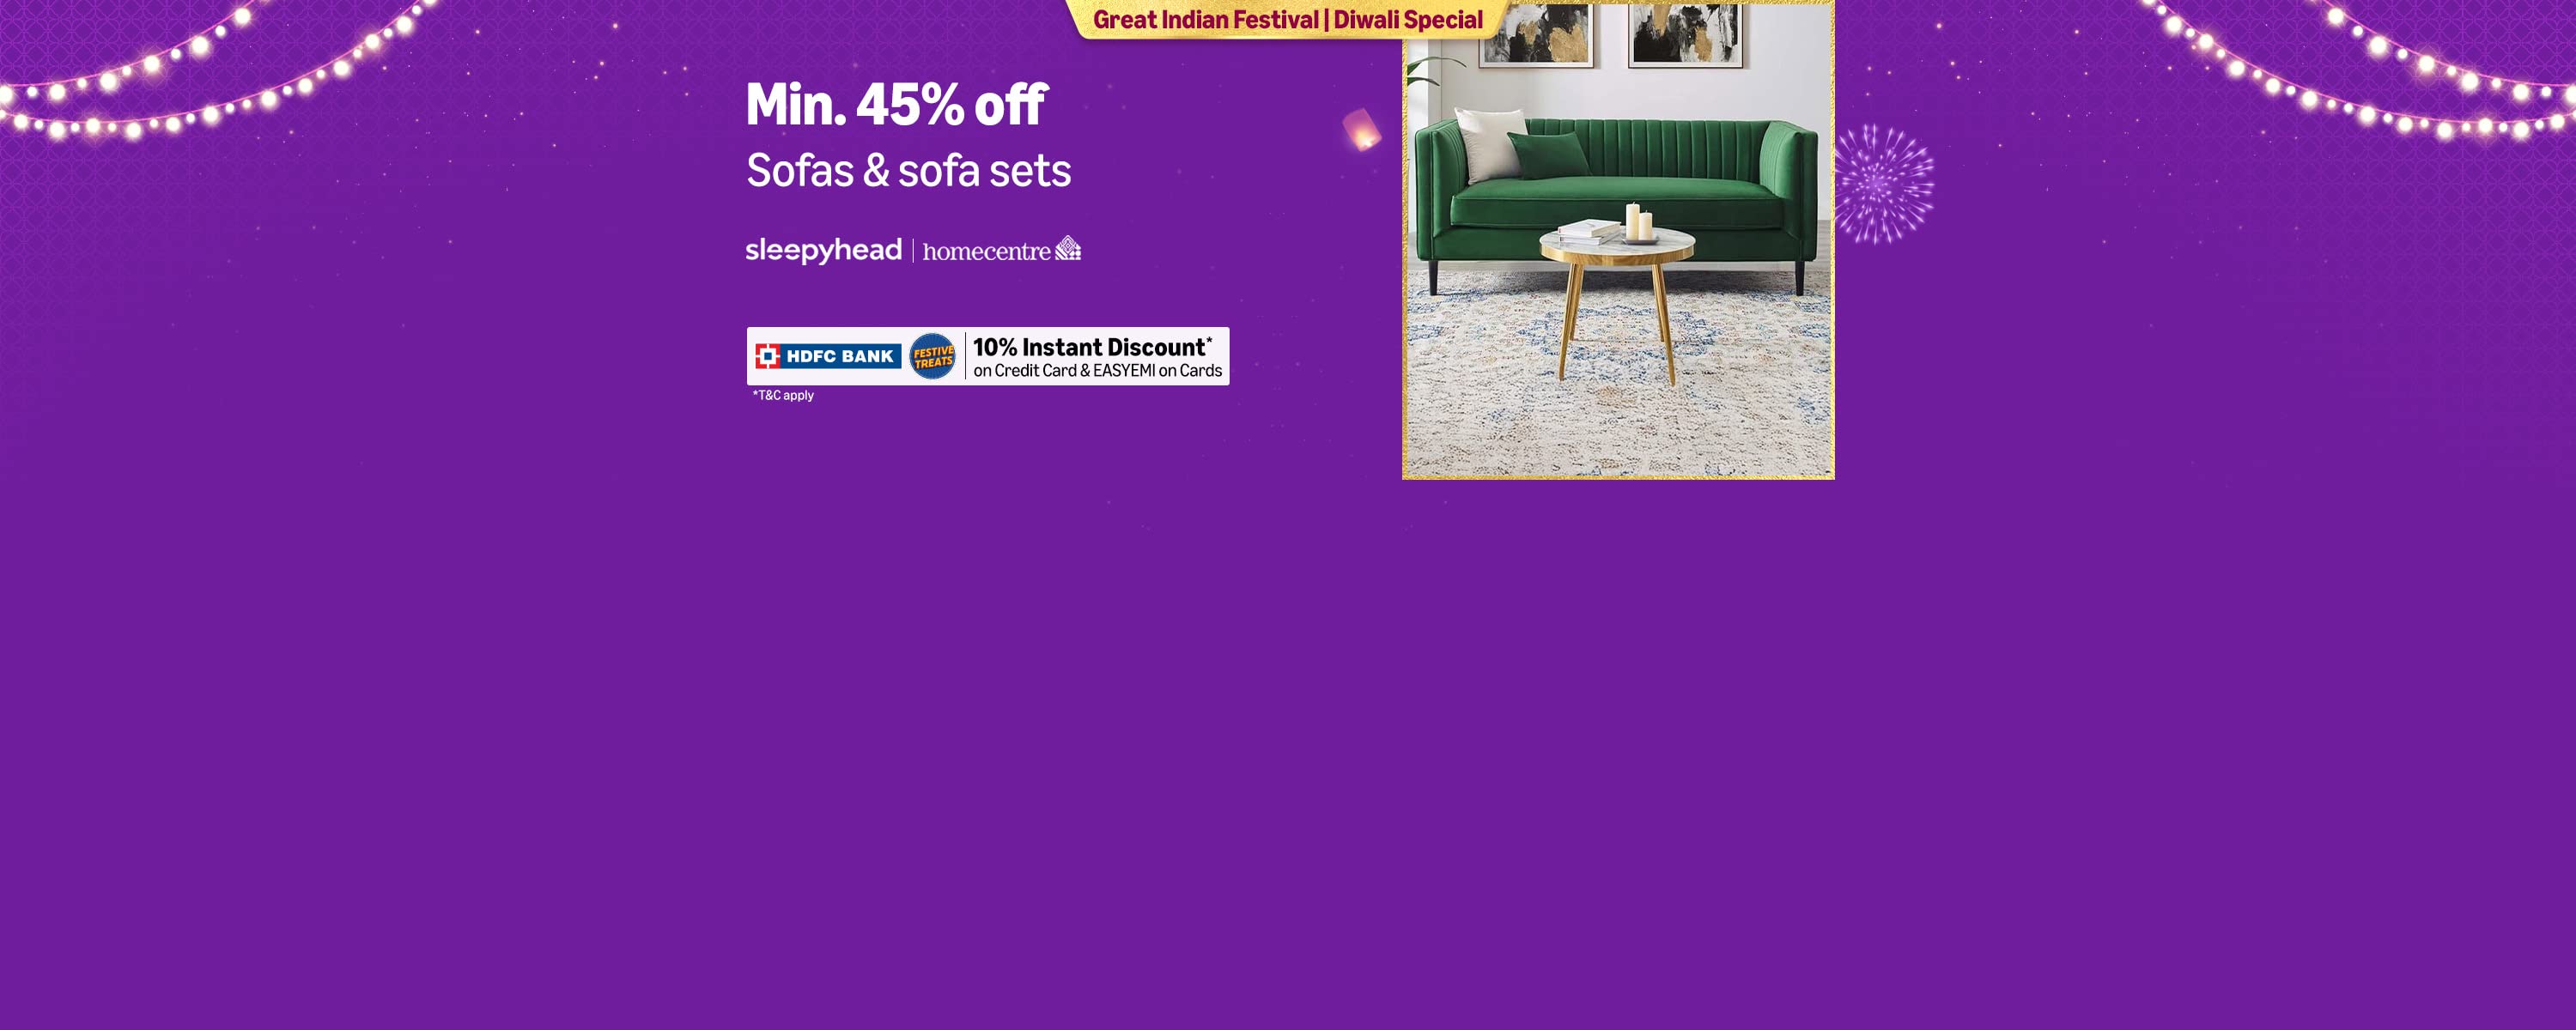 Great Indian Festival | Diwali Special
Min. 45% off
Sofas & sofa sets
sleepyhead | homecentre
HDFC BANK
FESTIVE
TREATS
10% Instant Discount*
on Credit Card & EASYEMI on Cards
*T&C apply